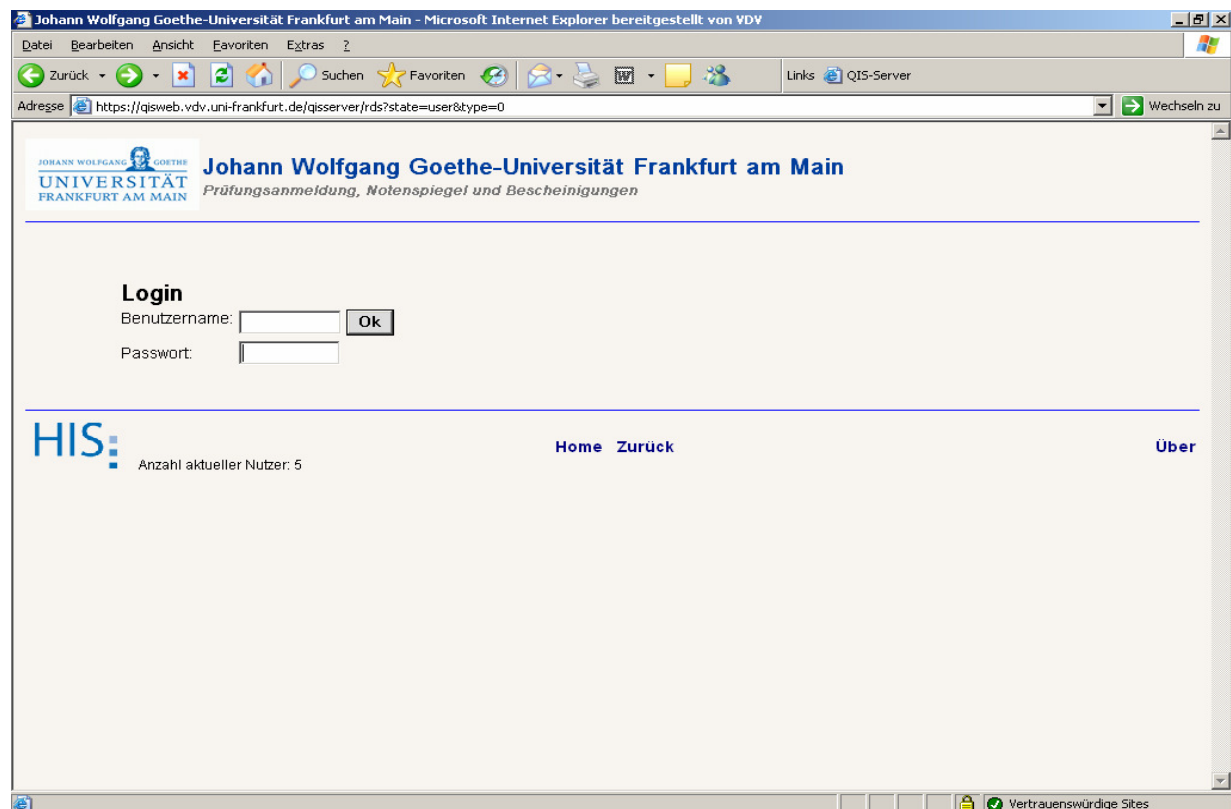 Johann Wolfgang Goethe-Universität Frankfurt am Main - Microsoft Internet Explorer bereitgestellt von VDV
Datei Bearbeiten Ansicht Favoriten Extras ?
Zurück Suchen Favoriten Links QIS-Server
Adresse https://qisweb.vdv.uni-frankfurt.de/qisserver/rds?state=user&type=0 Wechseln zu
JOHANN WOLFGANG GOETHE
UNIVERSITÄT
FRANKFURT AM MAIN
Johann Wolfgang Goethe-Universität Frankfurt am Main
Prüfungsanmeldung, Notenspiegel und Bescheinigungen
Login
Benutzername: Ok
Passwort:
HIS:
Anzahl aktueller Nutzer: 5
Home Zurück Über
Vertrauenswürdige Sites